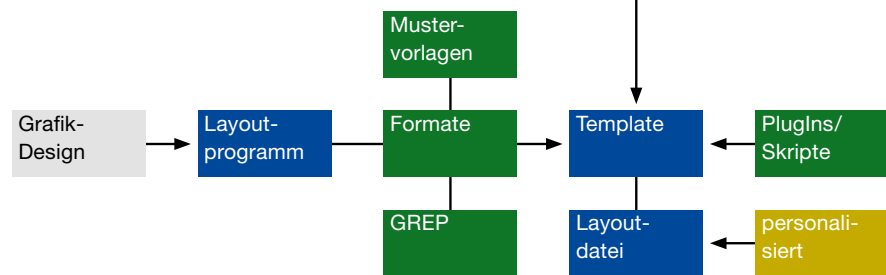 Muster-
vorlagen
Grafik-
Design
Layout-
programm
Formate
Template
PlugIns/
Skripte
GREP
Layout-
datei
personali-
siert